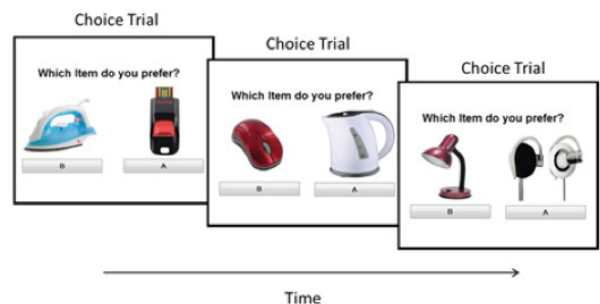 Choice Trial
Which Item do you prefer?
B A
Choice Trial
Which Item do you prefer?
B A
Choice Trial
Which Item do you prefer?
B A
Time